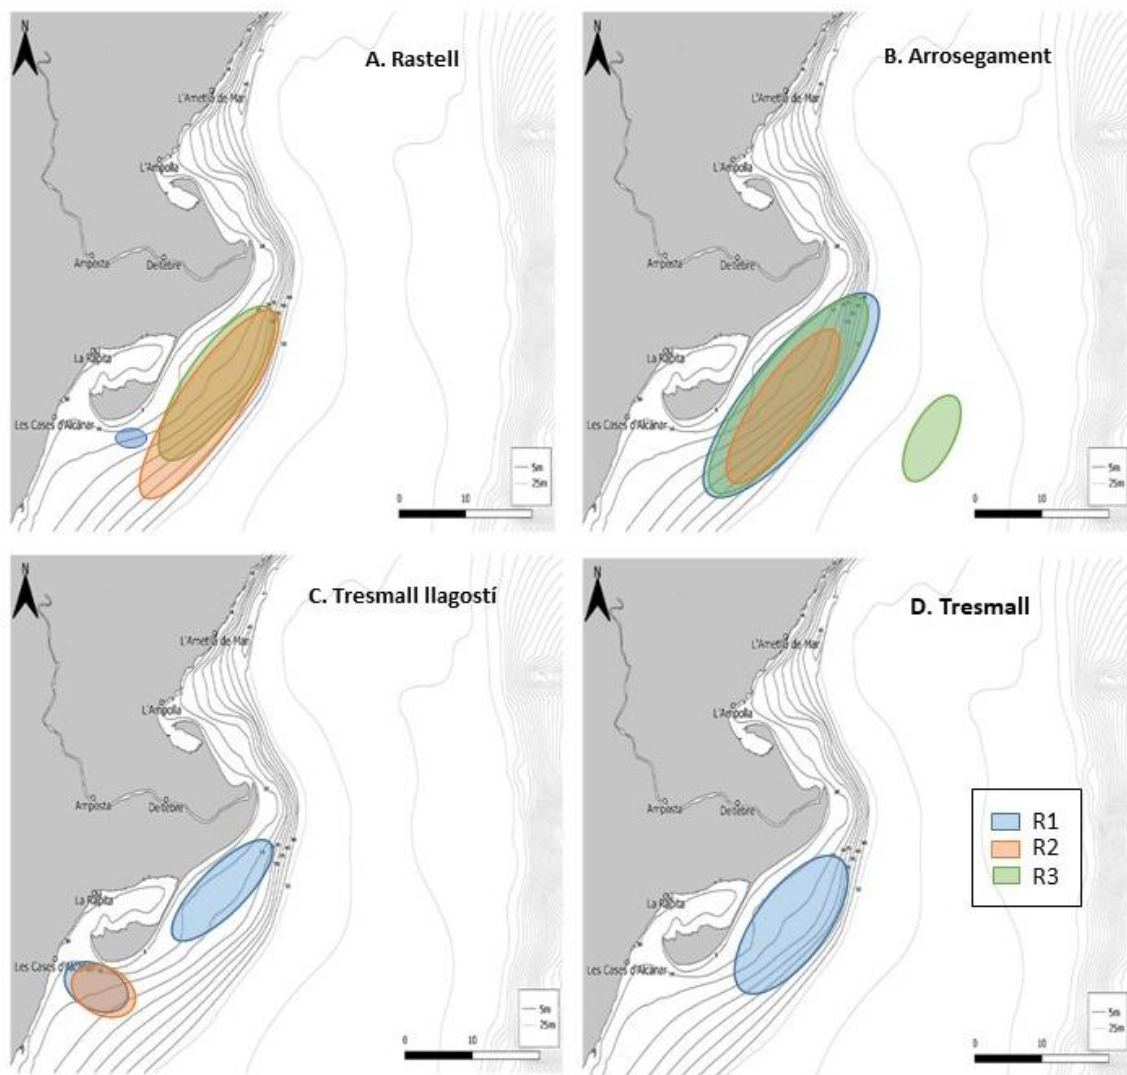 N
A. Rastell
L'Ametlla de Mar
L'Ampolla
Amposta
Deltebre
La Ràpita
Les Cases d'Alcanar
5m
25m
0
10
N
B. Arrosegament
L'Ametlla de Mar
L'Ampolla
Amposta
Deltebre
La Ràpita
Les Cases d'Alcanar
5m
25m
0
10
N
C. Tresmall llagostí
L'Ametlla de Mar
L'Ampolla
Amposta
Deltebre
La Ràpita
Les Cases d'Alcanar
5m
25m
0
10
N
D. Tresmall
L'Ametlla de Mar
L'Ampolla
Amposta
Deltebre
R1
R2
R3
La Ràpita
Les Cases d'Alcanar
5m
25m
0
10